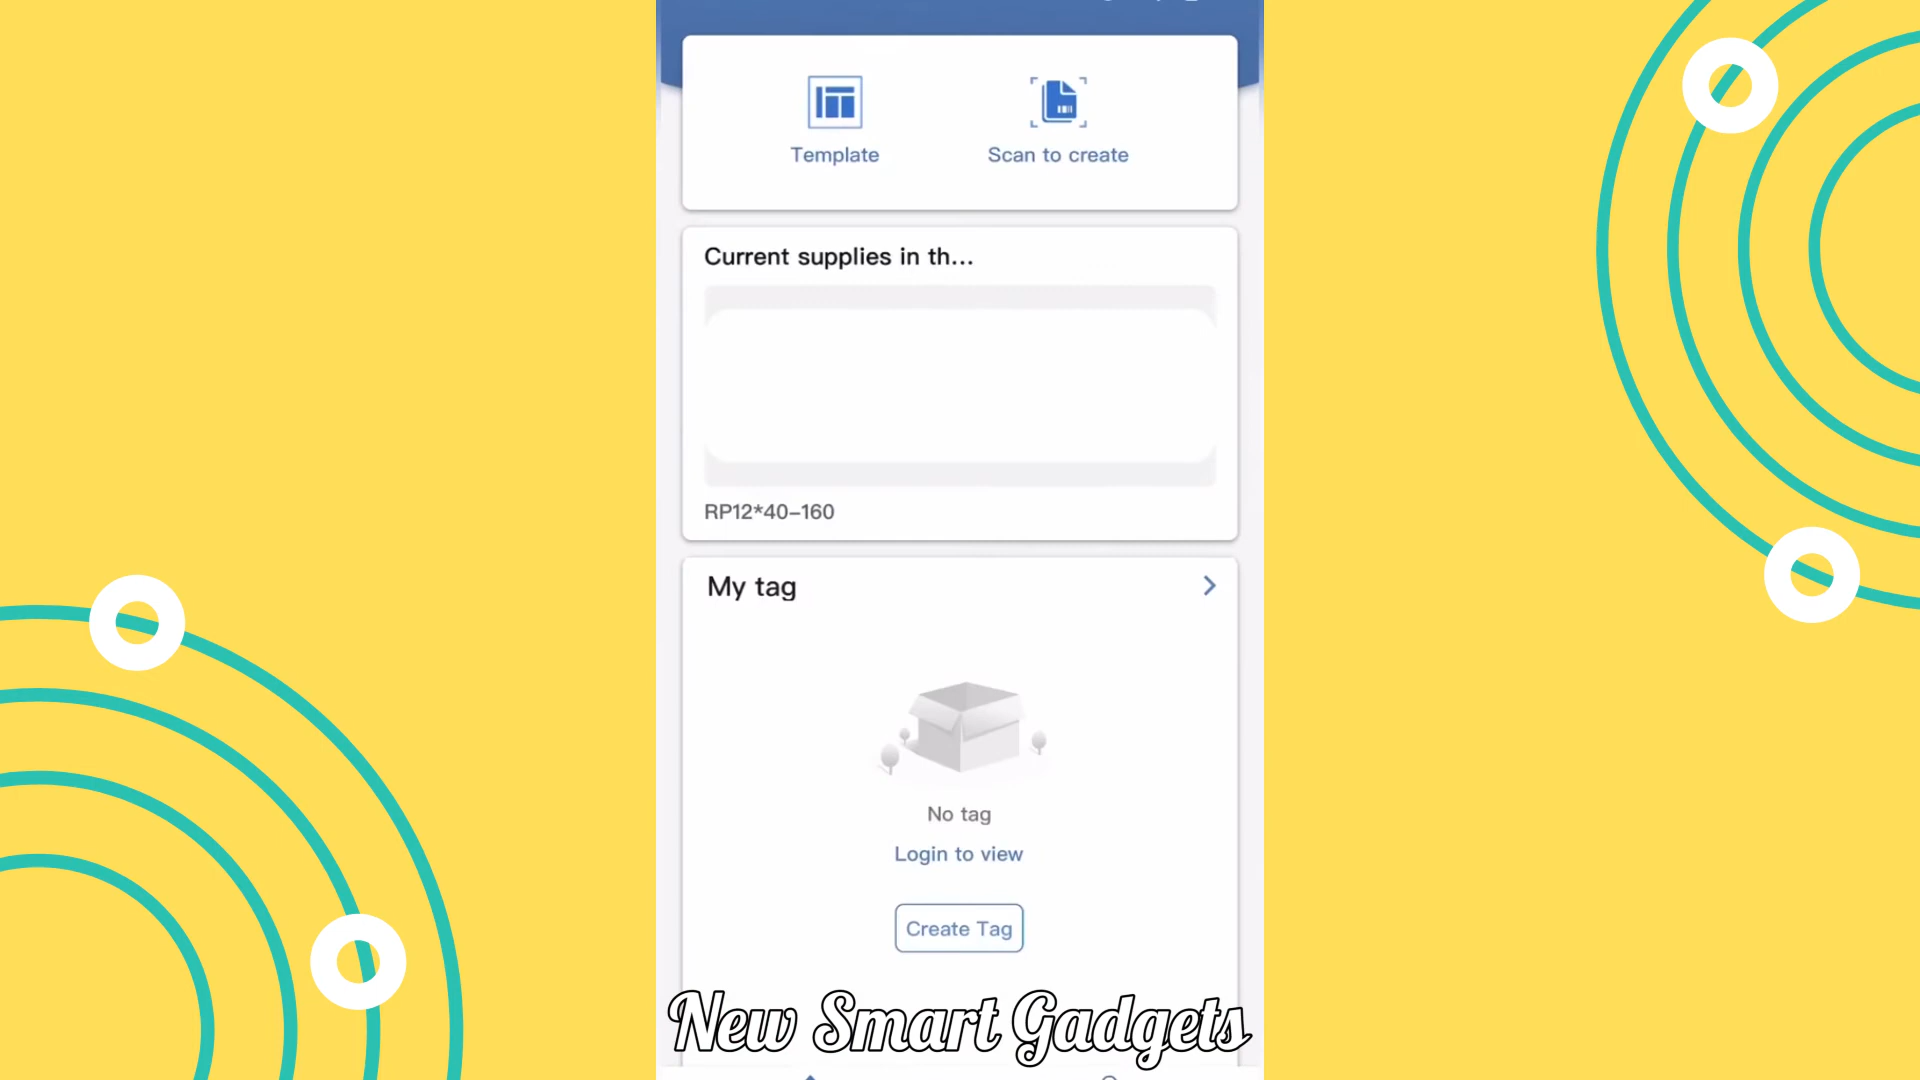 Template
Scan to create
Current supplies in th...
RP12*40-160
My tag
No tag
Login to view
Create Tag
New Smart Gadgets